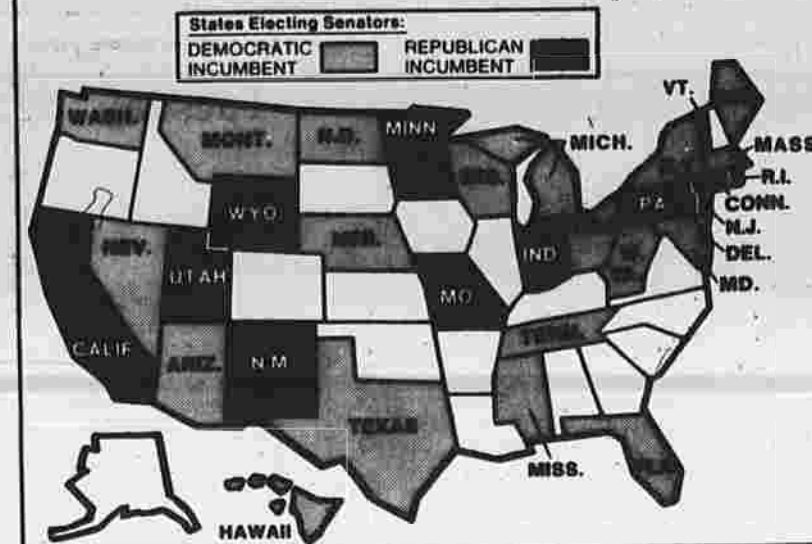 States Electing Senators:
DEMOCRATIC INCUMBENT
REPUBLICAN INCUMBENT
WASH.
MONT.
N.D.
MINN
MICH.
VT.
MASS
R.I.
CONN.
N.J.
DEL.
MD.
PA
WYO.
NEV.
UTAH
NEB.
IND
MO.
CALIF
ARIZ.
N.M
TENN.
TEXAS
MISS.
FLA.
HAWAII